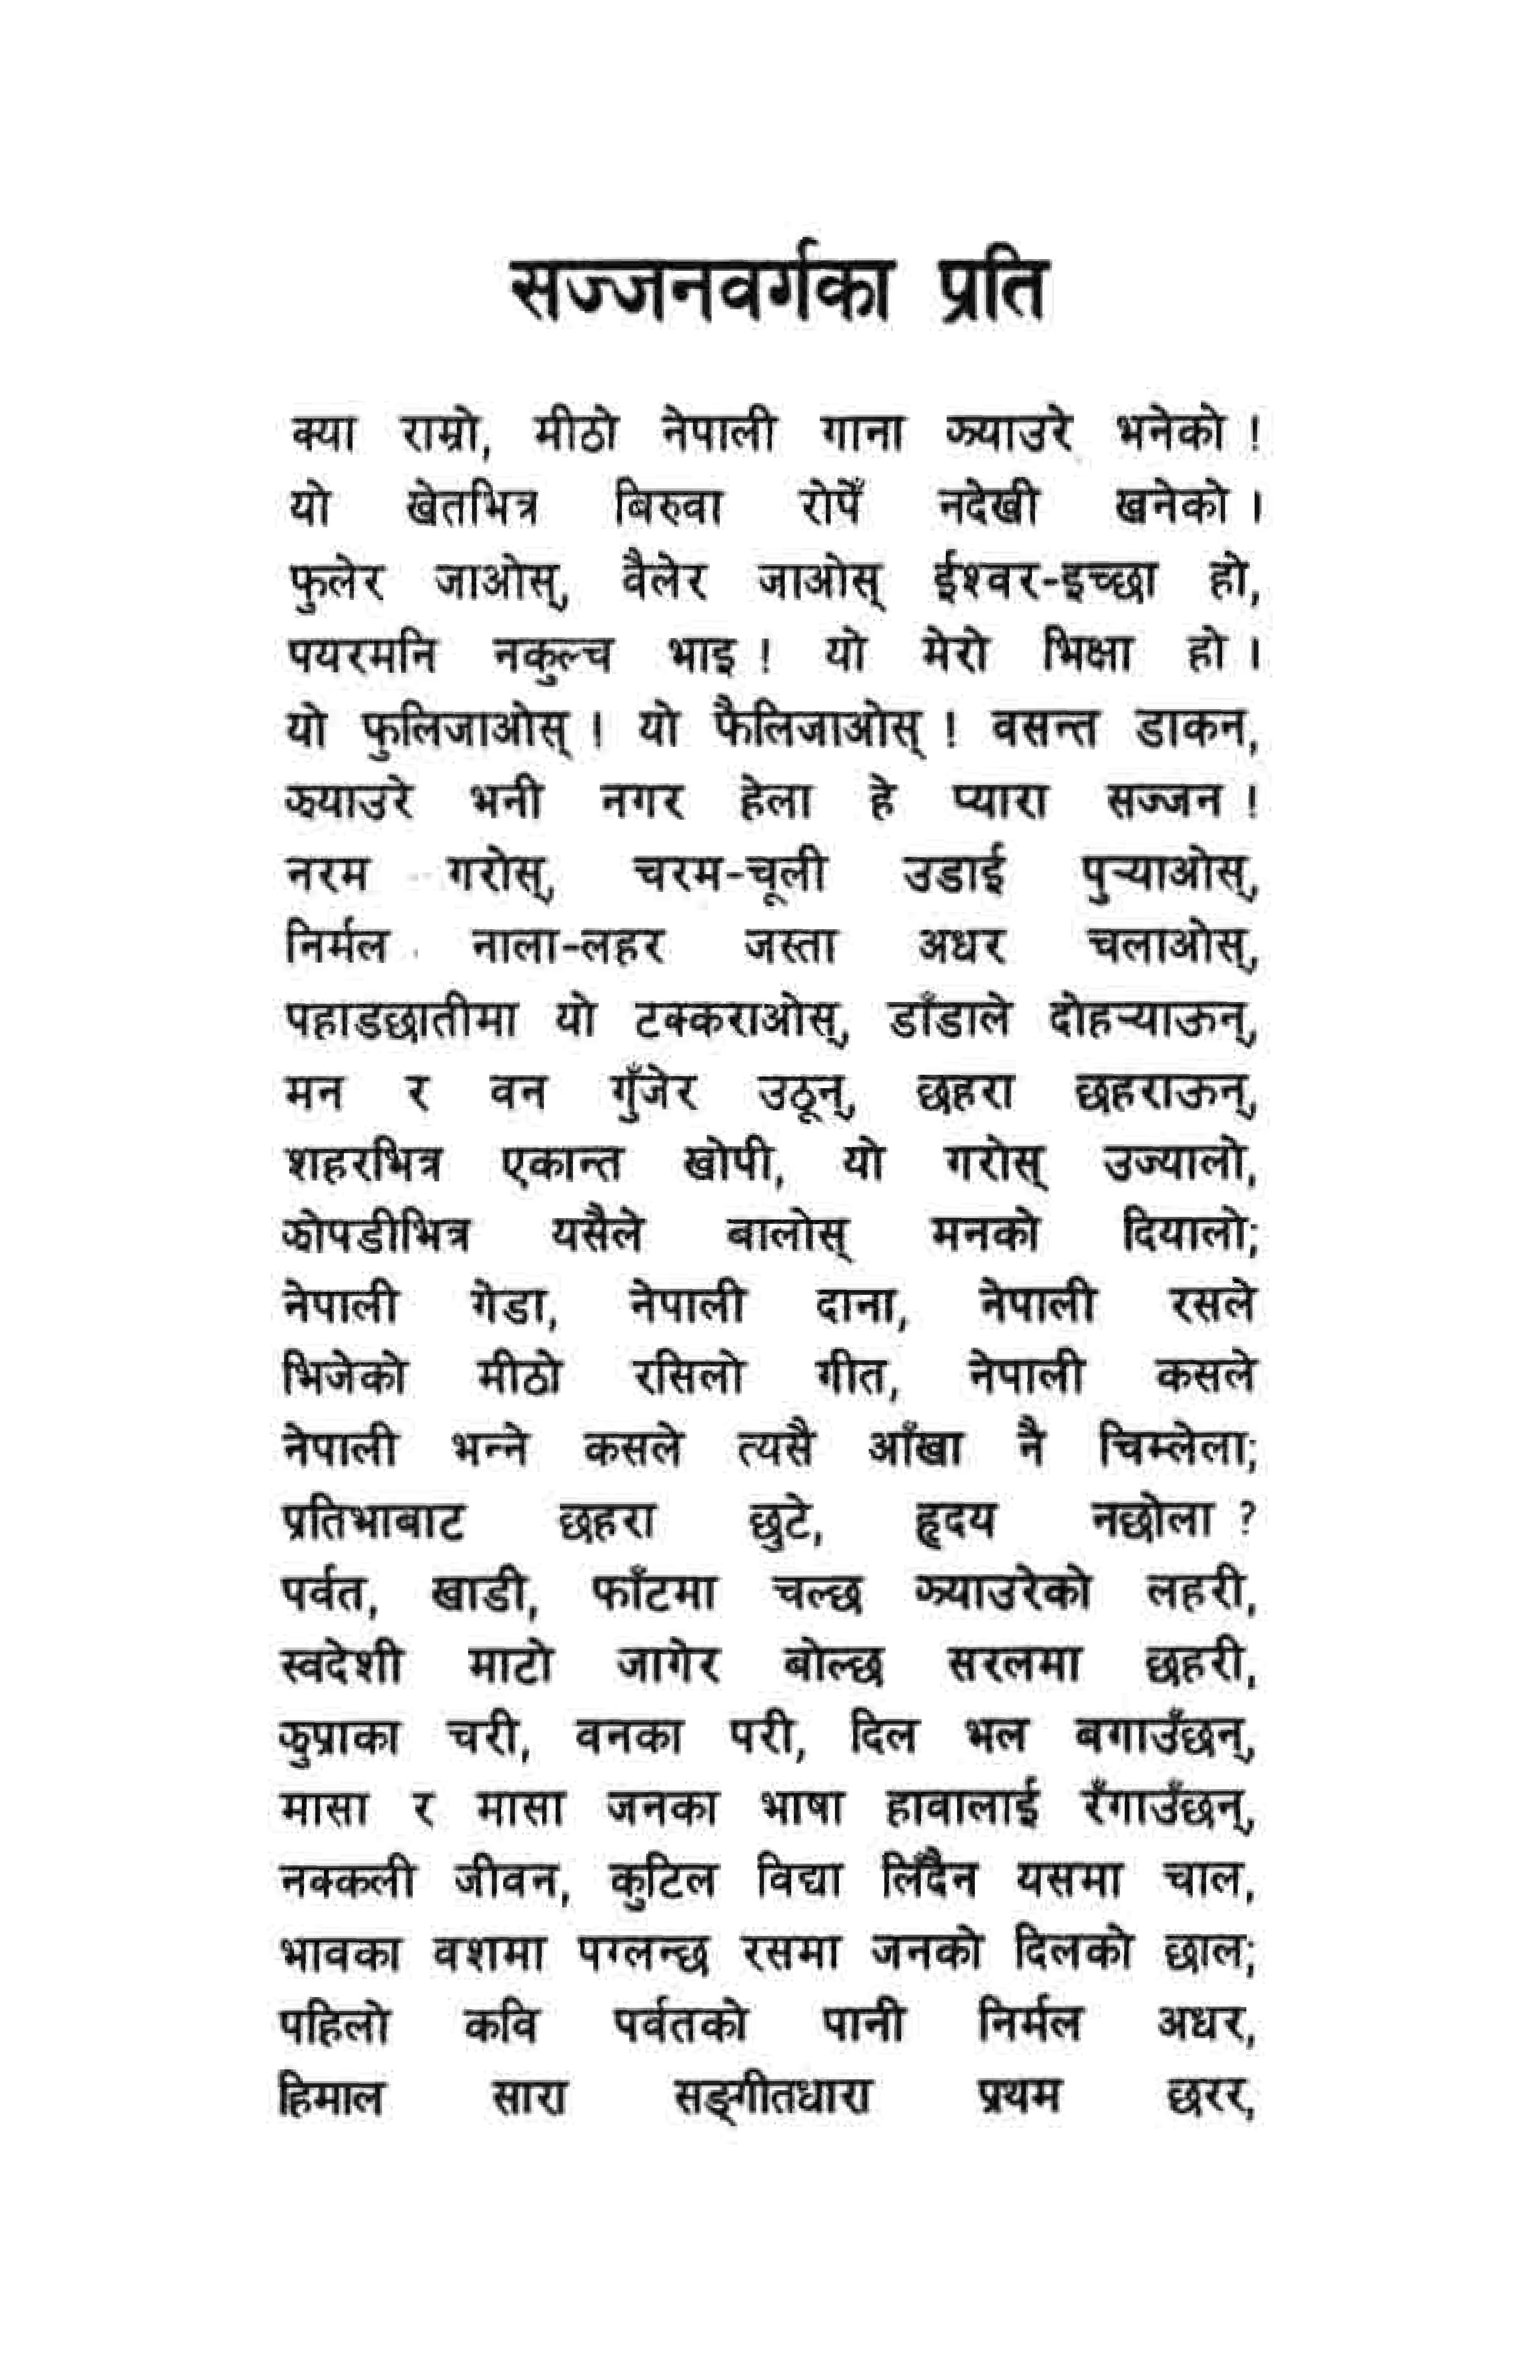 सज्जनवर्गका प्रति
क्या राम्रो, मीठो नेपाली गाना झ्याउरे भनेको !
यो खेतभित्र बिरुवा रोपेँ नदेखी खनेको ।
फुलेर जाओस्, वैलेर जाओस् ईश्वर-इच्छा हो,
पयरमनि नकुल्च भाइ ! यो मेरो भिक्षा हो ।
यो फुलिजाओस् ! यो फैलिजाओस् ! वसन्त डाकन,
झ्याउरे भनी नगर हेला हे प्यारा सज्जन !
नरम गरोस्, चरम-चूली उडाई पुर्‍याओस्,
निर्मल नाला-लहर जस्ता अधर चलाओस्,
पहाडछातीमा यो टक्कराओस्, डाँडाले दोहर्‍याऊन्,
मन र वन गुँजेर उठून्, छहरा छहराऊन्,
शहरभित्र एकान्त खोपी, यो गरोस् उज्यालो,
झोपडीभित्र यसैले बालोस् मनको दियालो;
नेपाली गेडा, नेपाली दाना, नेपाली रसले
भिजेको मीठो रसिलो गीत, नेपाली कसले
नेपाली भन्ने कसले त्यसै आँखा नै चिम्लेला;
प्रतिभाबाट छहरा छुटे, हृदय नछोला ?
पर्वत, खाडी, फाँटमा चल्छ झ्याउरेको लहरी,
स्वदेशी माटो जागेर बोल्छ सरलमा छहरी,
झुप्राका चरी, वनका परी, दिल भल बगाउँछन्,
मासा र मासा जनका भाषा हावालाई रँगाउँछन्,
नक्कली जीवन, कुटिल विद्या लिँदैन यसमा चाल,
भावका वशमा पग्लन्छ रसमा जनको दिलको छाल;
पहिलो कवि पर्वतको पानी निर्मल अधर,
हिमाल सारा सङ्गीतधारा प्रथम छरर,